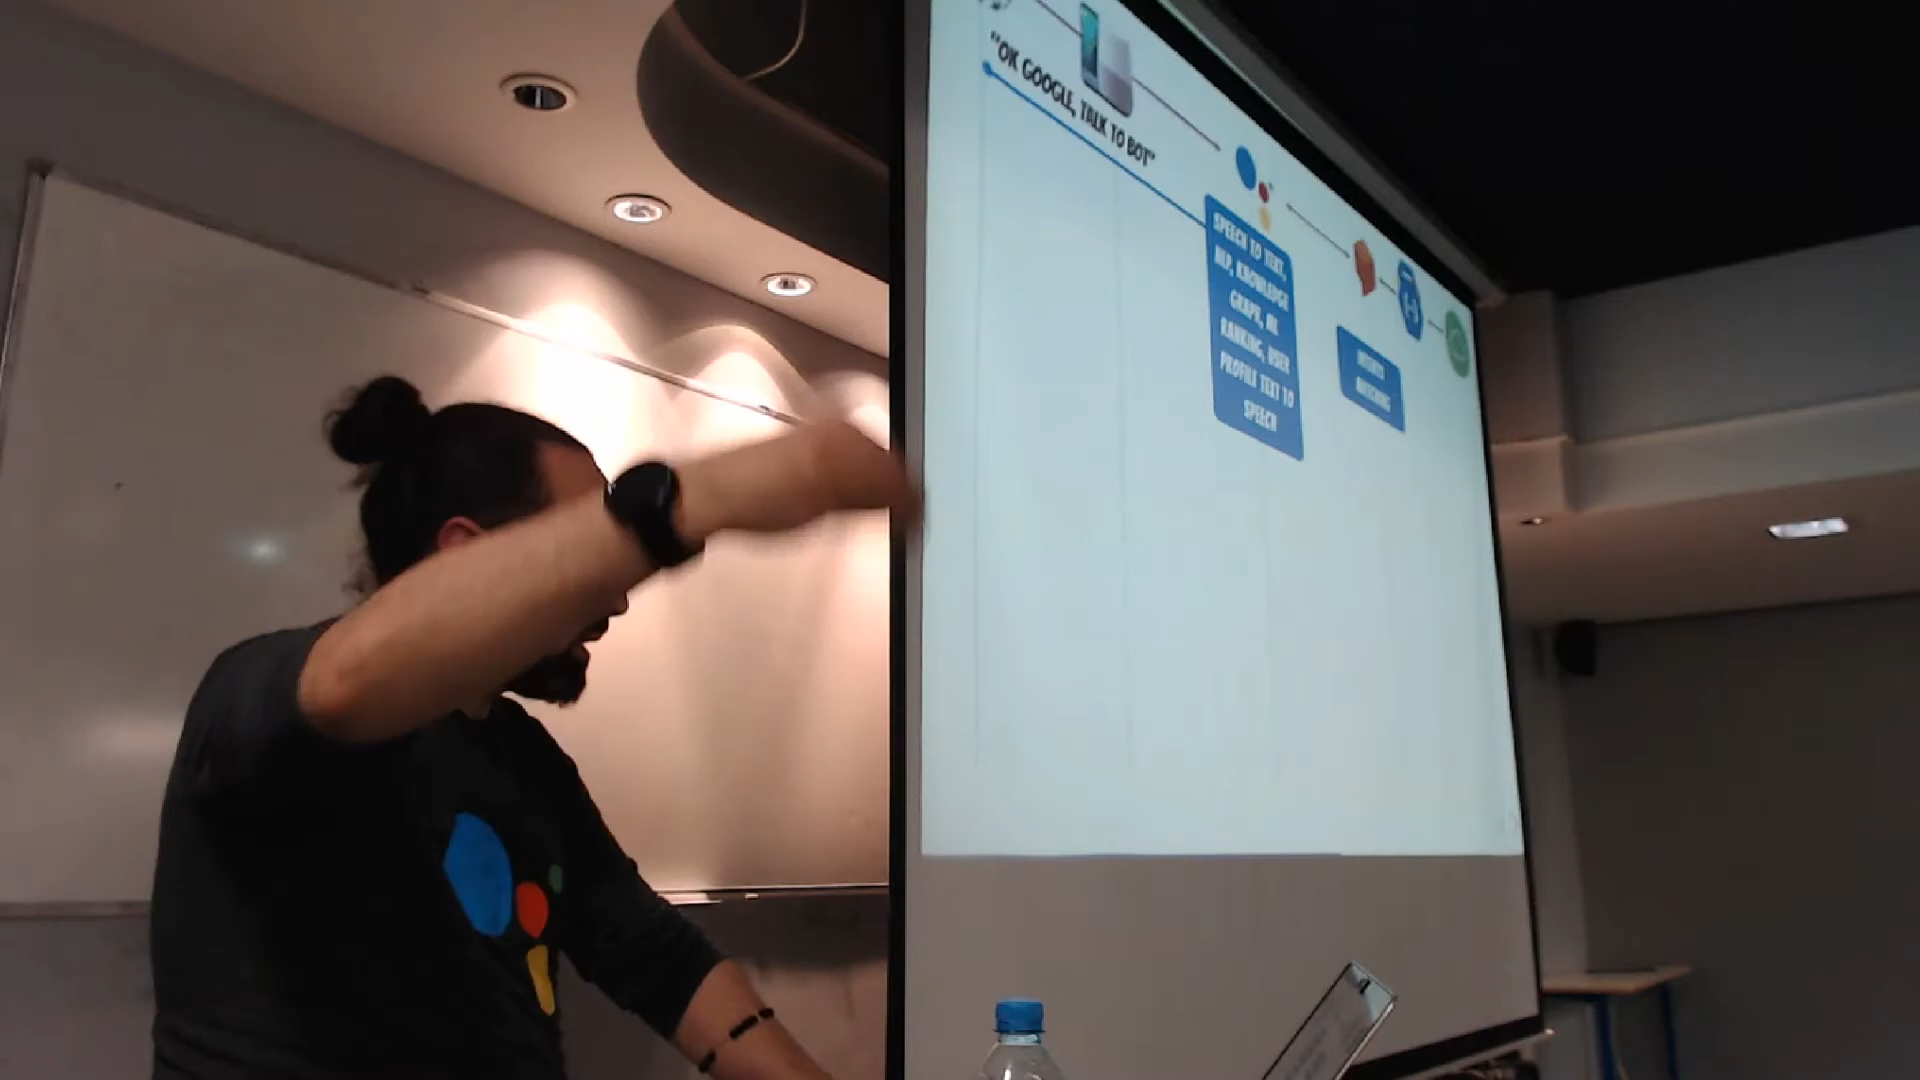 "OK GOOGLE, TALK TO BOT"
SPEECH TO TEXT,
NLP, KNOWLEDGE
GRAPH, ML
RANKING, USER
PROFILE TEXT TO
SPEECH
INTENTS
MATCHING
{··}